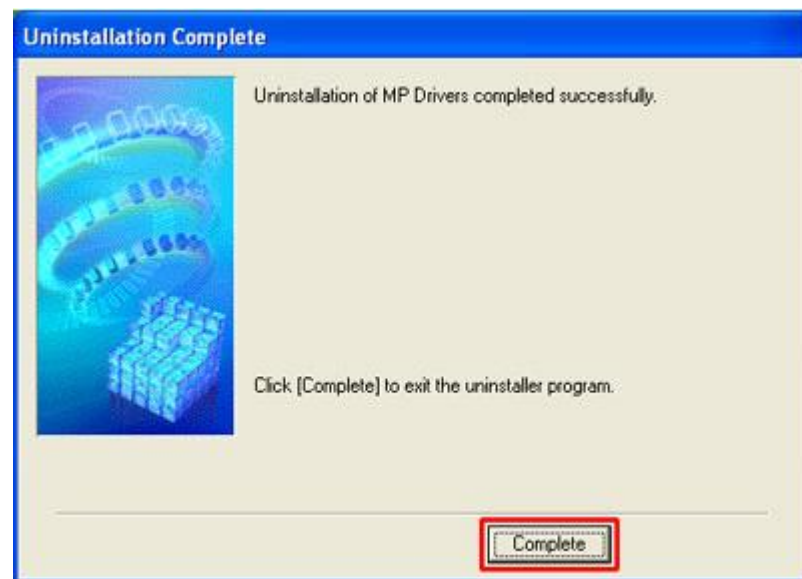 Uninstallation Complete
Uninstallation of MP Drivers completed successfully.
Click [Complete] to exit the uninstaller program.
Complete